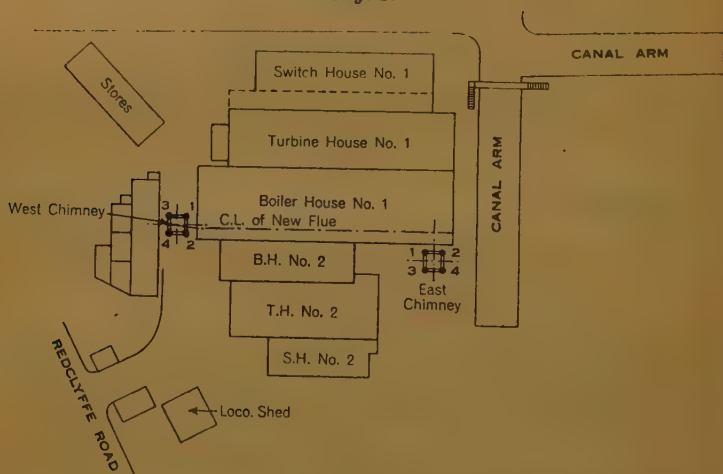 CANAL ARM
Switch House No. 1
Stores
Turbine House No. 1
CANAL ARM
Boiler House No. 1
West Chimney
3 1
C.L. of New Flue
4 2
B.H. No. 2
1 2
3 4
East
Chimney
T.H. No. 2
S.H. No. 2
REDCLYFFE ROAD
Loco. Shed